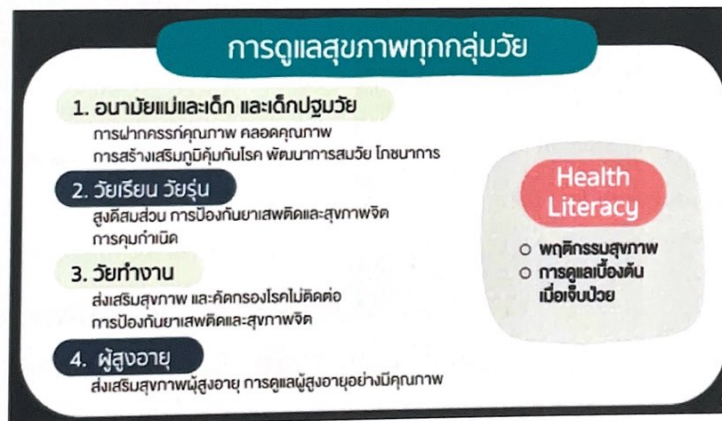 การดูแลสุขภาพทุกกลุ่มวัย
1. อนามัยแม่และเด็ก และเด็กปฐมวัย
การฝากครรภ์คุณภาพ คลอดคุณภาพ
การสร้างเสริมภูมิคุ้มกันโรค พัฒนาการสมวัย โภชนาการ
2. วัยเรียน วัยรุ่น
สูงดีสมส่วน การป้องกันยาเสพติดและสุขภาพจิต
การคุมกำเนิด
3. วัยทำงาน
ส่งเสริมสุขภาพ และคัดกรองโรคไม่ติดต่อ
การป้องกันยาเสพติดและสุขภาพจิต
4. ผู้สูงอายุ
ส่งเสริมสุขภาพผู้สูงอายุ การดูแลผู้สูงอายุอย่างมีคุณภาพ
Health
Literacy
พฤติกรรมสุขภาพ
การดูแลเบื้องต้น
เมื่อเจ็บป่วย